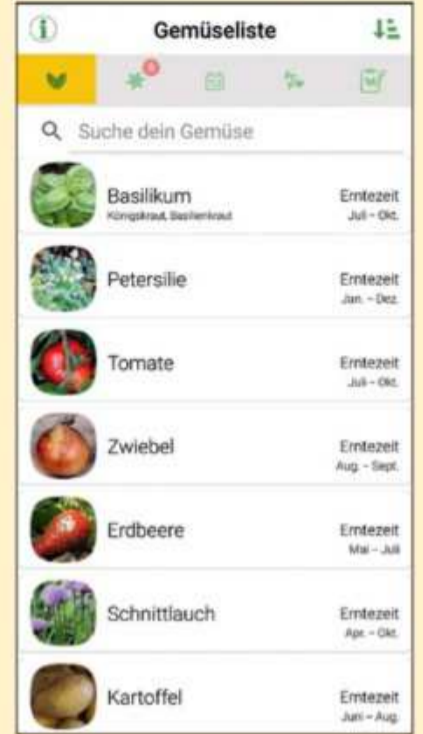 Gemüseliste
Suche dein Gemüse
Basilikum
Königskraut, Basilienkraut
Erntezeit
Juli – Okt.
Petersilie
Erntezeit
Jan. – Dez.
Tomate
Erntezeit
Juli – Okt.
Zwiebel
Erntezeit
Aug. – Sept.
Erdbeere
Erntezeit
Mai – Juli
Schnittlauch
Erntezeit
Apr. – Okt.
Kartoffel
Erntezeit
Juni – Aug.